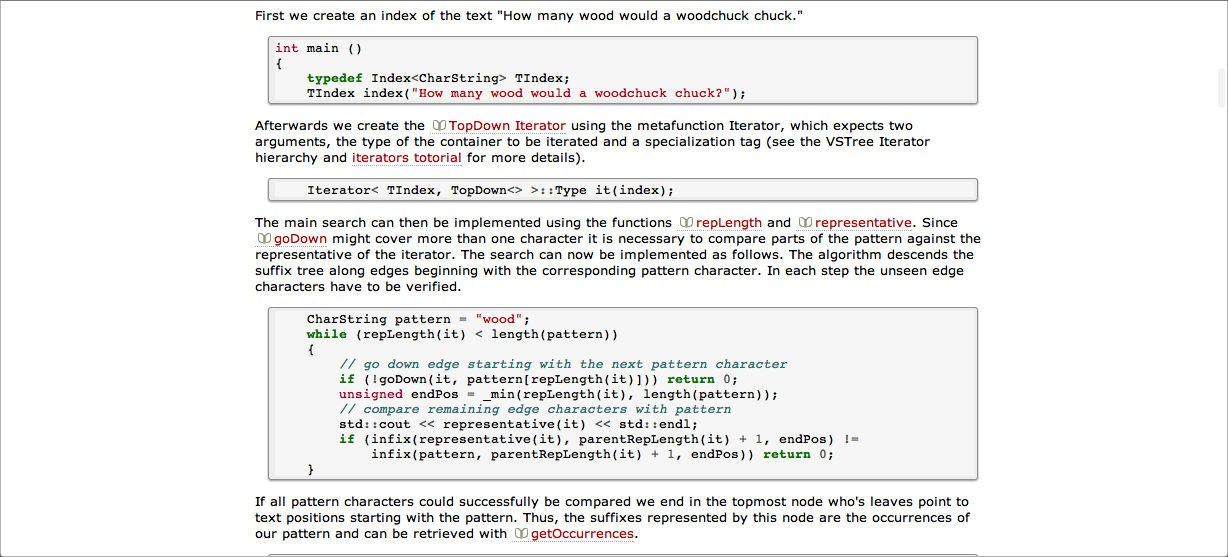 First we create an index of the text "How many wood would a woodchuck chuck."
int main ()
{
typedef Index<CharString> TIndex;
TIndex index("How many wood would a woodchuck chuck?");
Afterwards we create the TopDown Iterator using the metafunction Iterator, which expects two
arguments, the type of the container to be iterated and a specialization tag (see the VSTree Iterator
hierarchy and iterators totorial for more details).
Iterator< TIndex, TopDown<> >::Type it(index);
The main search can then be implemented using the functions repLength and representative. Since
goDown might cover more than one character it is necessary to compare parts of the pattern against the
representative of the iterator. The search can now be implemented as follows. The algorithm descends the
suffix tree along edges beginning with the corresponding pattern character. In each step the unseen edge
characters have to be verified.
CharString pattern = "wood";
while (repLength(it) < length(pattern))
{
// go down edge starting with the next pattern character
if (!goDown(it, pattern[repLength(it)])) return 0;
unsigned endPos = _min(repLength(it), length(pattern));
// compare remaining edge characters with pattern
std::cout << representative(it) << std::endl;
if (infix(representative(it), parentRepLength(it) + 1, endPos) !=
infix(pattern, parentRepLength(it) + 1, endPos)) return 0;
}
If all pattern characters could successfully be compared we end in the topmost node who's leaves point to
text positions starting with the pattern. Thus, the suffixes represented by this node are the occurrences of
our pattern and can be retrieved with getOccurrences.